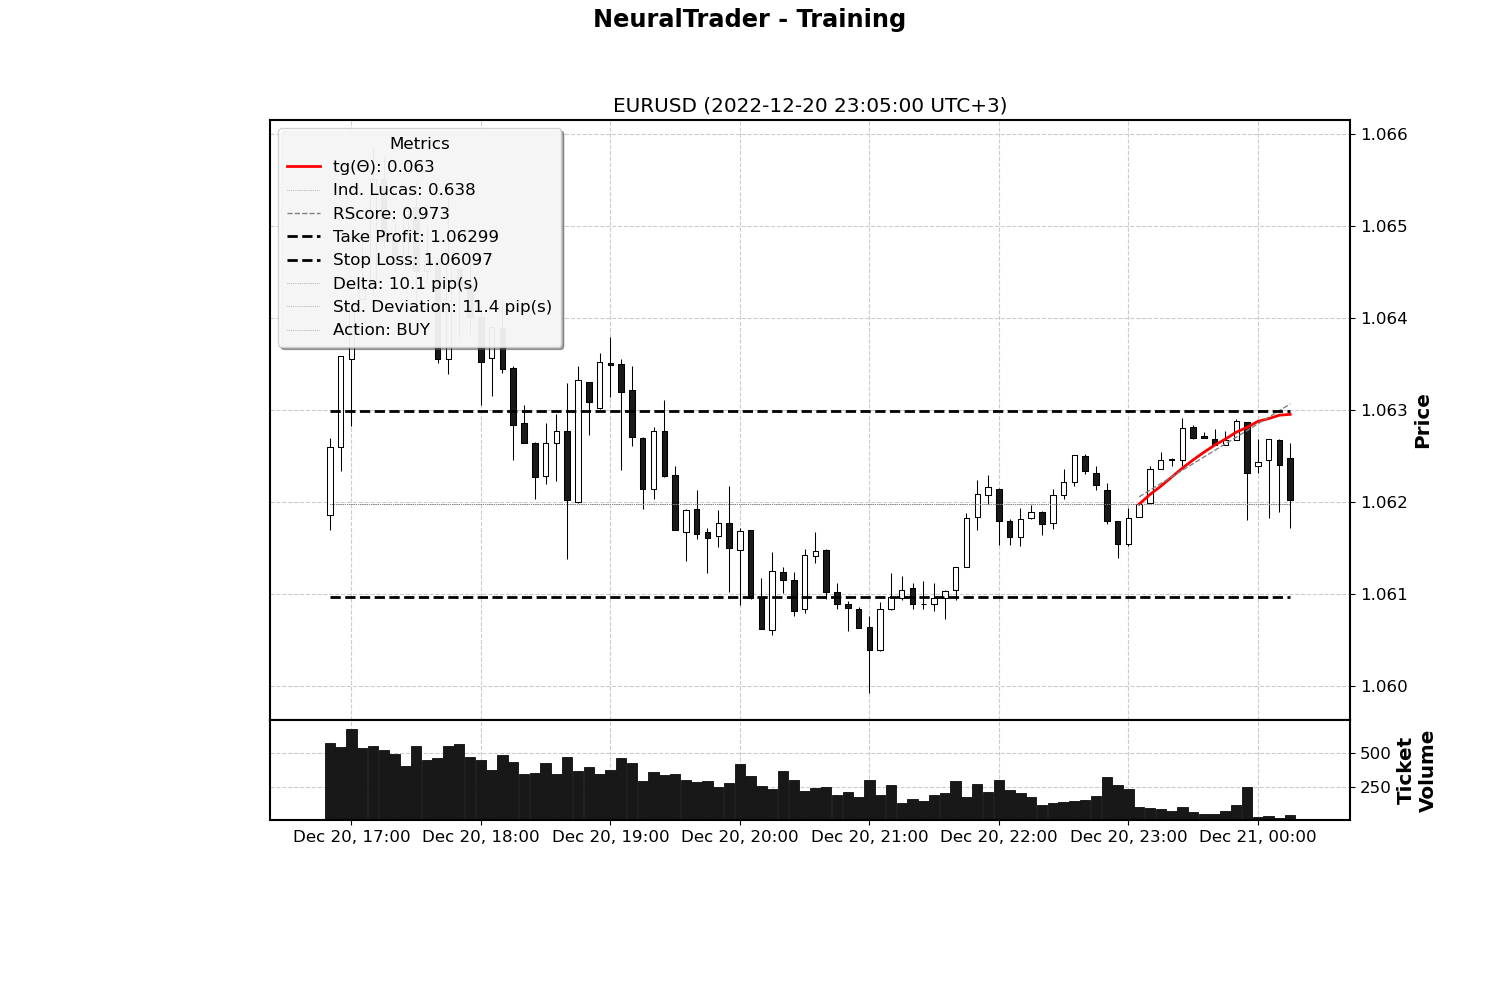 NeuralTrader - Training
EURUSD (2022-12-20 23:05:00 UTC+3)
Metrics
tg(Θ): 0.063
Ind. Lucas: 0.638
RScore: 0.973
Take Profit: 1.06299
Stop Loss: 1.06097
Delta: 10.1 pip(s)
Std. Deviation: 11.4 pip(s)
Action: BUY
1.066
1.065
1.064
1.063
1.062
1.061
1.060
Price
500
250
Ticket
Volume
Dec 20, 17:00 Dec 20, 18:00 Dec 20, 19:00 Dec 20, 20:00 Dec 20, 21:00 Dec 20, 22:00 Dec 20, 23:00 Dec 21, 00:00